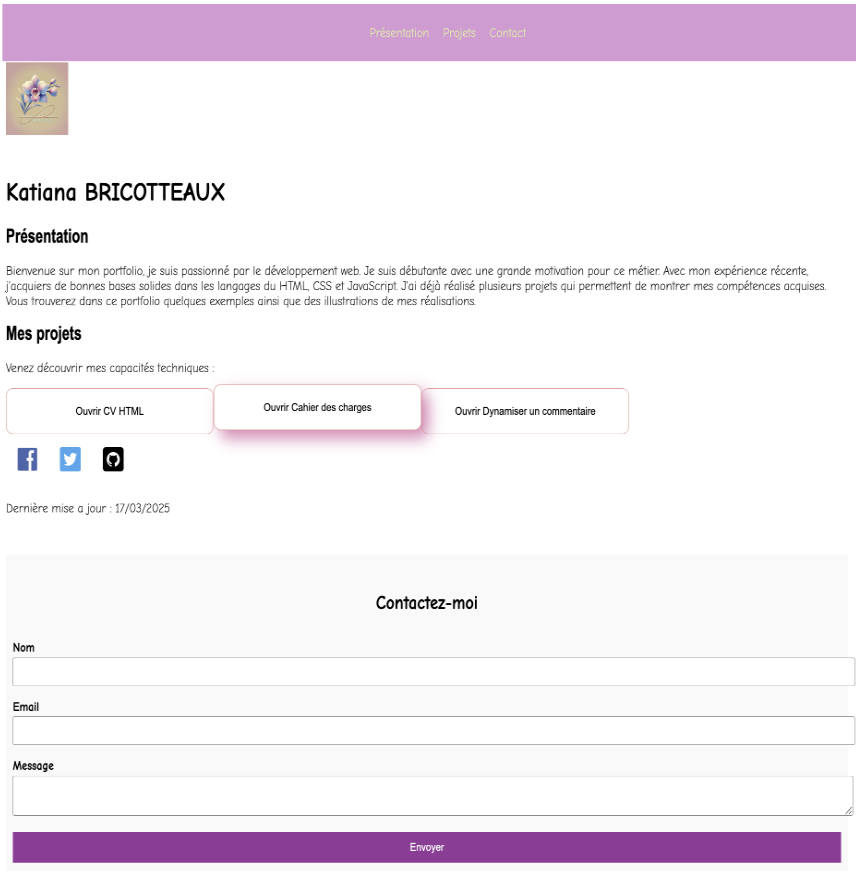 Présentation Projets Contact
Katiana BRICOTTEAUX
Présentation
Bienvenue sur mon portfolio, je suis passionné par le développement web. Je suis débutante avec une grande motivation pour ce métier. Avec mon expérience récente,
j'acquiers de bonnes bases solides dans les langages du HTML, CSS et JavaScript. J'ai déjà réalisé plusieurs projets qui permettent de montrer mes compétences acquises.
Vous trouverez dans ce portfolio quelques exemples ainsi que des illustrations de mes réalisations.
Mes projets
Venez découvrir mes capacités techniques :
Ouvrir CV HTML
Ouvrir Cahier des charges
Ouvrir Dynamiser un commentaire
Dernière mise a jour : 17/03/2025
Contactez-moi
Nom
Email
Message
Envoyer